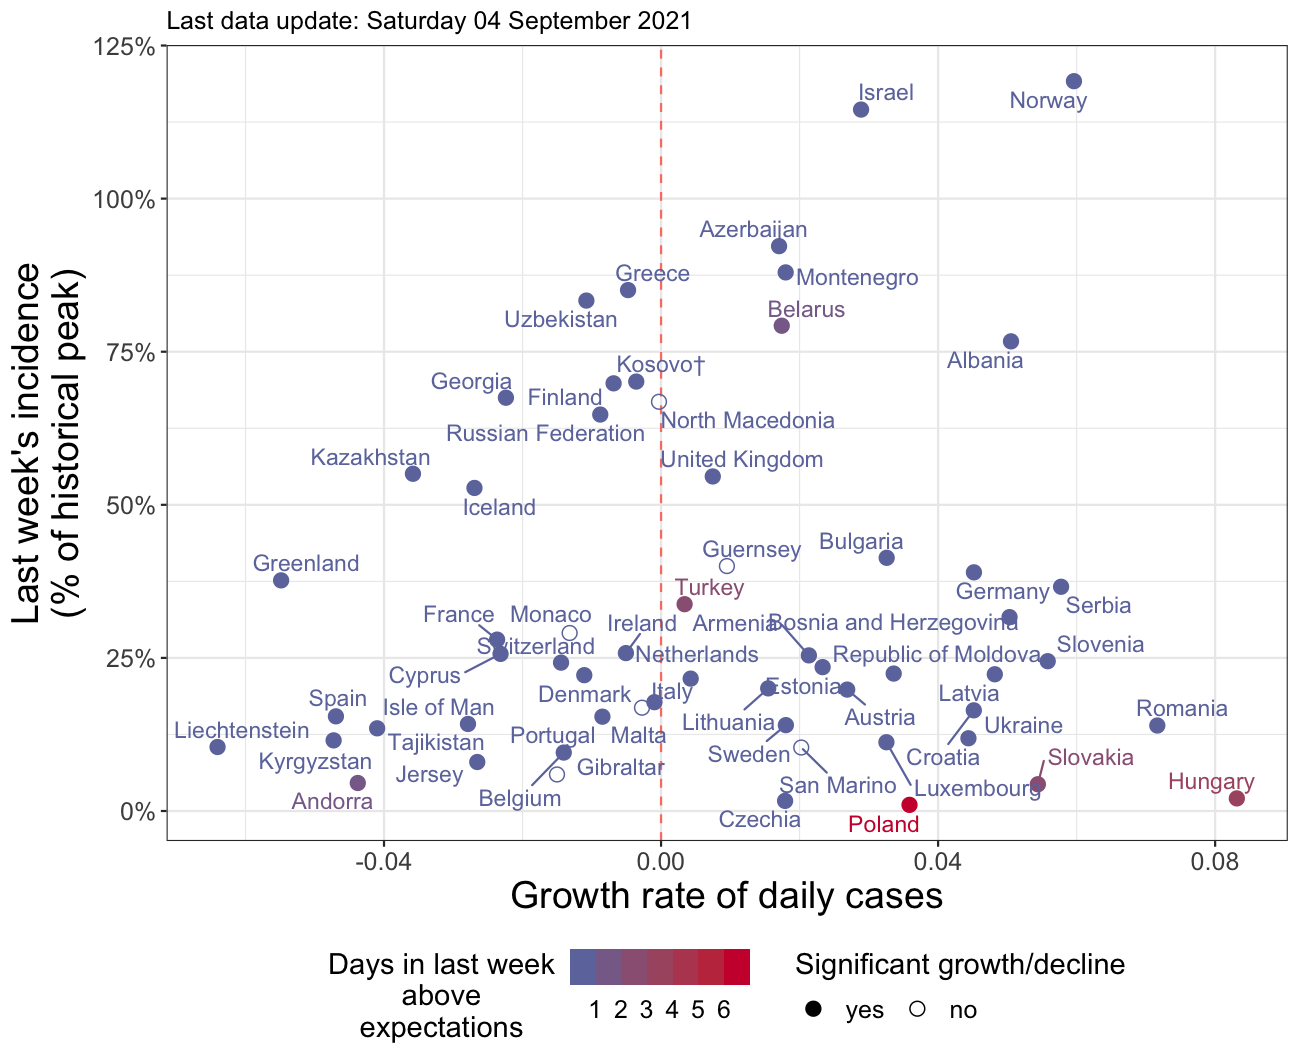 Last data update: Saturday 04 September 2021
125%
Israel
Norway
100%
Azerbaijan
Greece
Montenegro
Uzbekistan
Belarus
75%
Albania
Kosovo†
Georgia
Finland
North Macedonia
Russian Federation
Kazakhstan
United Kingdom
50%
Iceland
Guernsey
Bulgaria
Greenland
Turkey
Germany
Serbia
France
Monaco
Ireland
Armenia
Bosnia and Herzegovina
Switzerland
Netherlands
Republic of Moldova
Slovenia
25%
Cyprus
Denmark
Italy
Estonia
Latvia
Spain
Isle of Man
Lithuania
Austria
Ukraine
Romania
Liechtenstein
Tajikistan
Portugal
Malta
Kyrgyzstan
Sweden
Croatia
Slovakia
Jersey
Gibraltar
San Marino
Luxembourg
Hungary
Andorra
Belgium
0%
Czechia
Poland
Last week's incidence
(% of historical peak)
-0.04 0.00 0.04 0.08
Growth rate of daily cases
Days in last week
above
expectations
1 2 3 4 5 6
Significant growth/decline
yes no